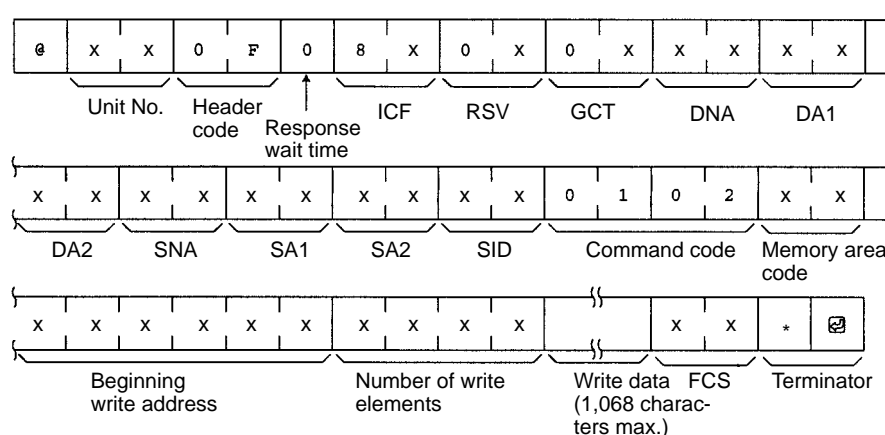 @ x x 0 F 0 8 x 0 x 0 x x x x x
Unit No. Header code Response wait time ICF RSV GCT DNA DA1
x x x x x x x x x x 0 1 0 2 x x
DA2 SNA SA1 SA2 SID Command code Memory area code
x x x x x x x x x x x x *
Beginning write address Number of write elements Write data (1,068 charac-ters max.) FCS Terminator